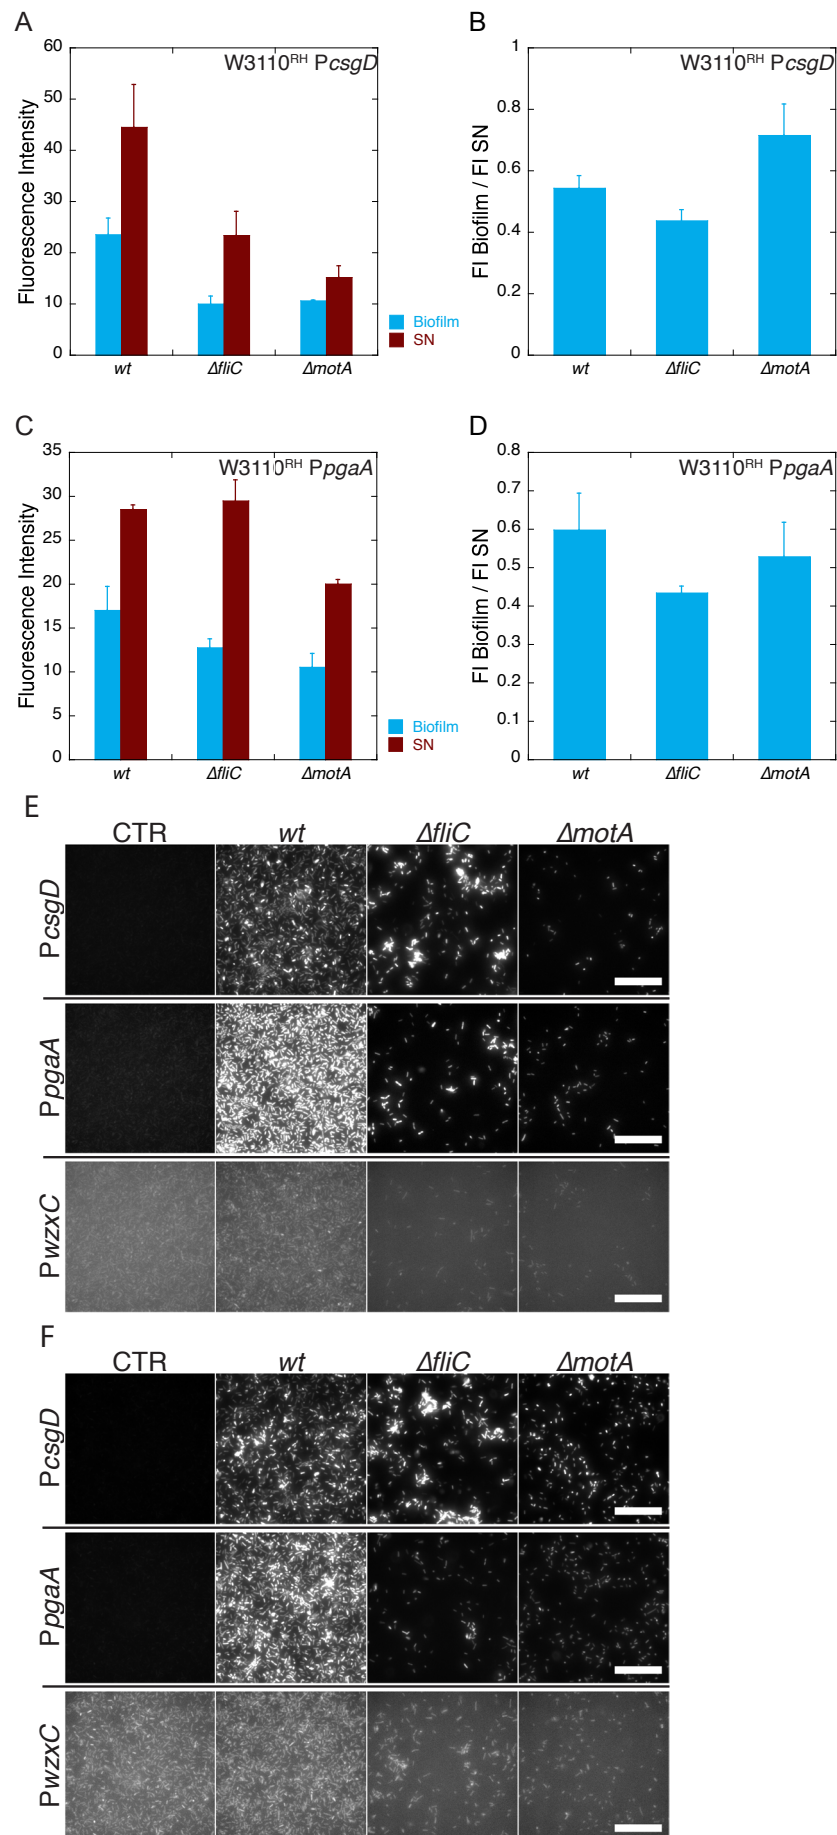 A
W3110ᴿᴴ PcsgD
Fluorescence Intensity
60
50
40
30
20
10
0
wt ΔfliC ΔmotA
Biofilm
SN
B
W3110ᴿᴴ PcsgD
FI Biofilm / FI SN
1
0.8
0.6
0.4
0.2
0
wt ΔfliC ΔmotA
C
W3110ᴿᴴ PpgaA
Fluorescence Intensity
35
30
25
20
15
10
5
0
wt ΔfliC ΔmotA
Biofilm
SN
D
W3110ᴿᴴ PpgaA
FI Biofilm / FI SN
0.8
0.7
0.6
0.5
0.4
0.3
0.2
0.1
0
wt ΔfliC ΔmotA
E
CTR wt ΔfliC ΔmotA
PcsgD
PpgaA
PwzxC
F
CTR wt ΔfliC ΔmotA
PcsgD
PpgaA
PwzxC